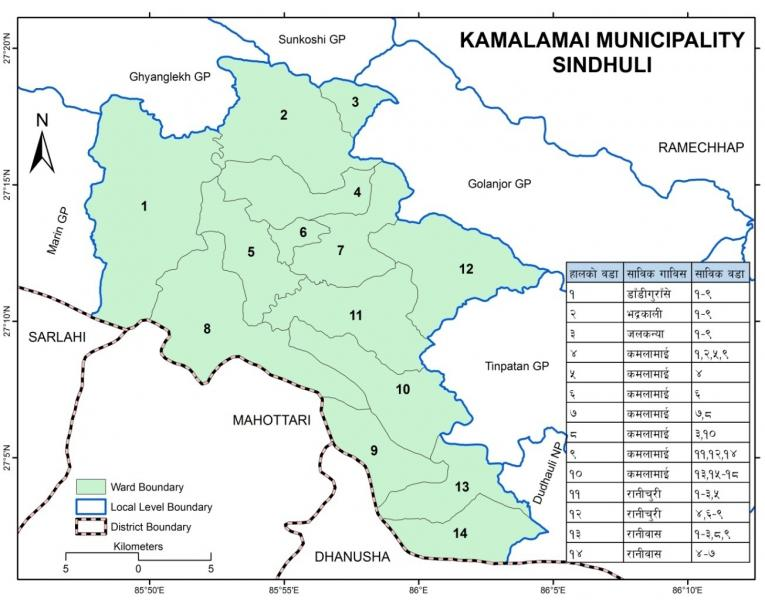 KAMALAMAI MUNICIPALITY
SINDHULI
Sunkoshi GP
Ghyanglekh GP
RAMECHHAP
Golanjor GP
Marin GP
Tinpatan GP
Dudhauli NP
SARLAHI
MAHOTTARI
DHANUSHA
N
1
2
3
4
5
6
7
8
9
10
11
12
13
14
27°20'N
27°15'N
27°10'N
27°5'N
85°50'E
85°55'E
86°E
86°5'E
86°10'E
Ward Boundary
Local Level Boundary
District Boundary
Kilometers
5 0 5
हालको वडा साविक गाविस साविक वडा
१ डाँडीगुराँसे १-९
२ भद्रकाली १-९
३ जलकन्या १-९
४ कमलामाई १,२,५,९
५ कमलामाई ४
६ कमलामाई ६
७ कमलामाई ७,८
८ कमलामाई ३,१०
९ कमलामाई ११,१२,१४
१० कमलामाई १३,१५-१८
११ रानीचुरी १-३,५
१२ रानीचुरी ४,६-९
१३ रानीवास १-३,८,९
१४ रानीवास ४-७